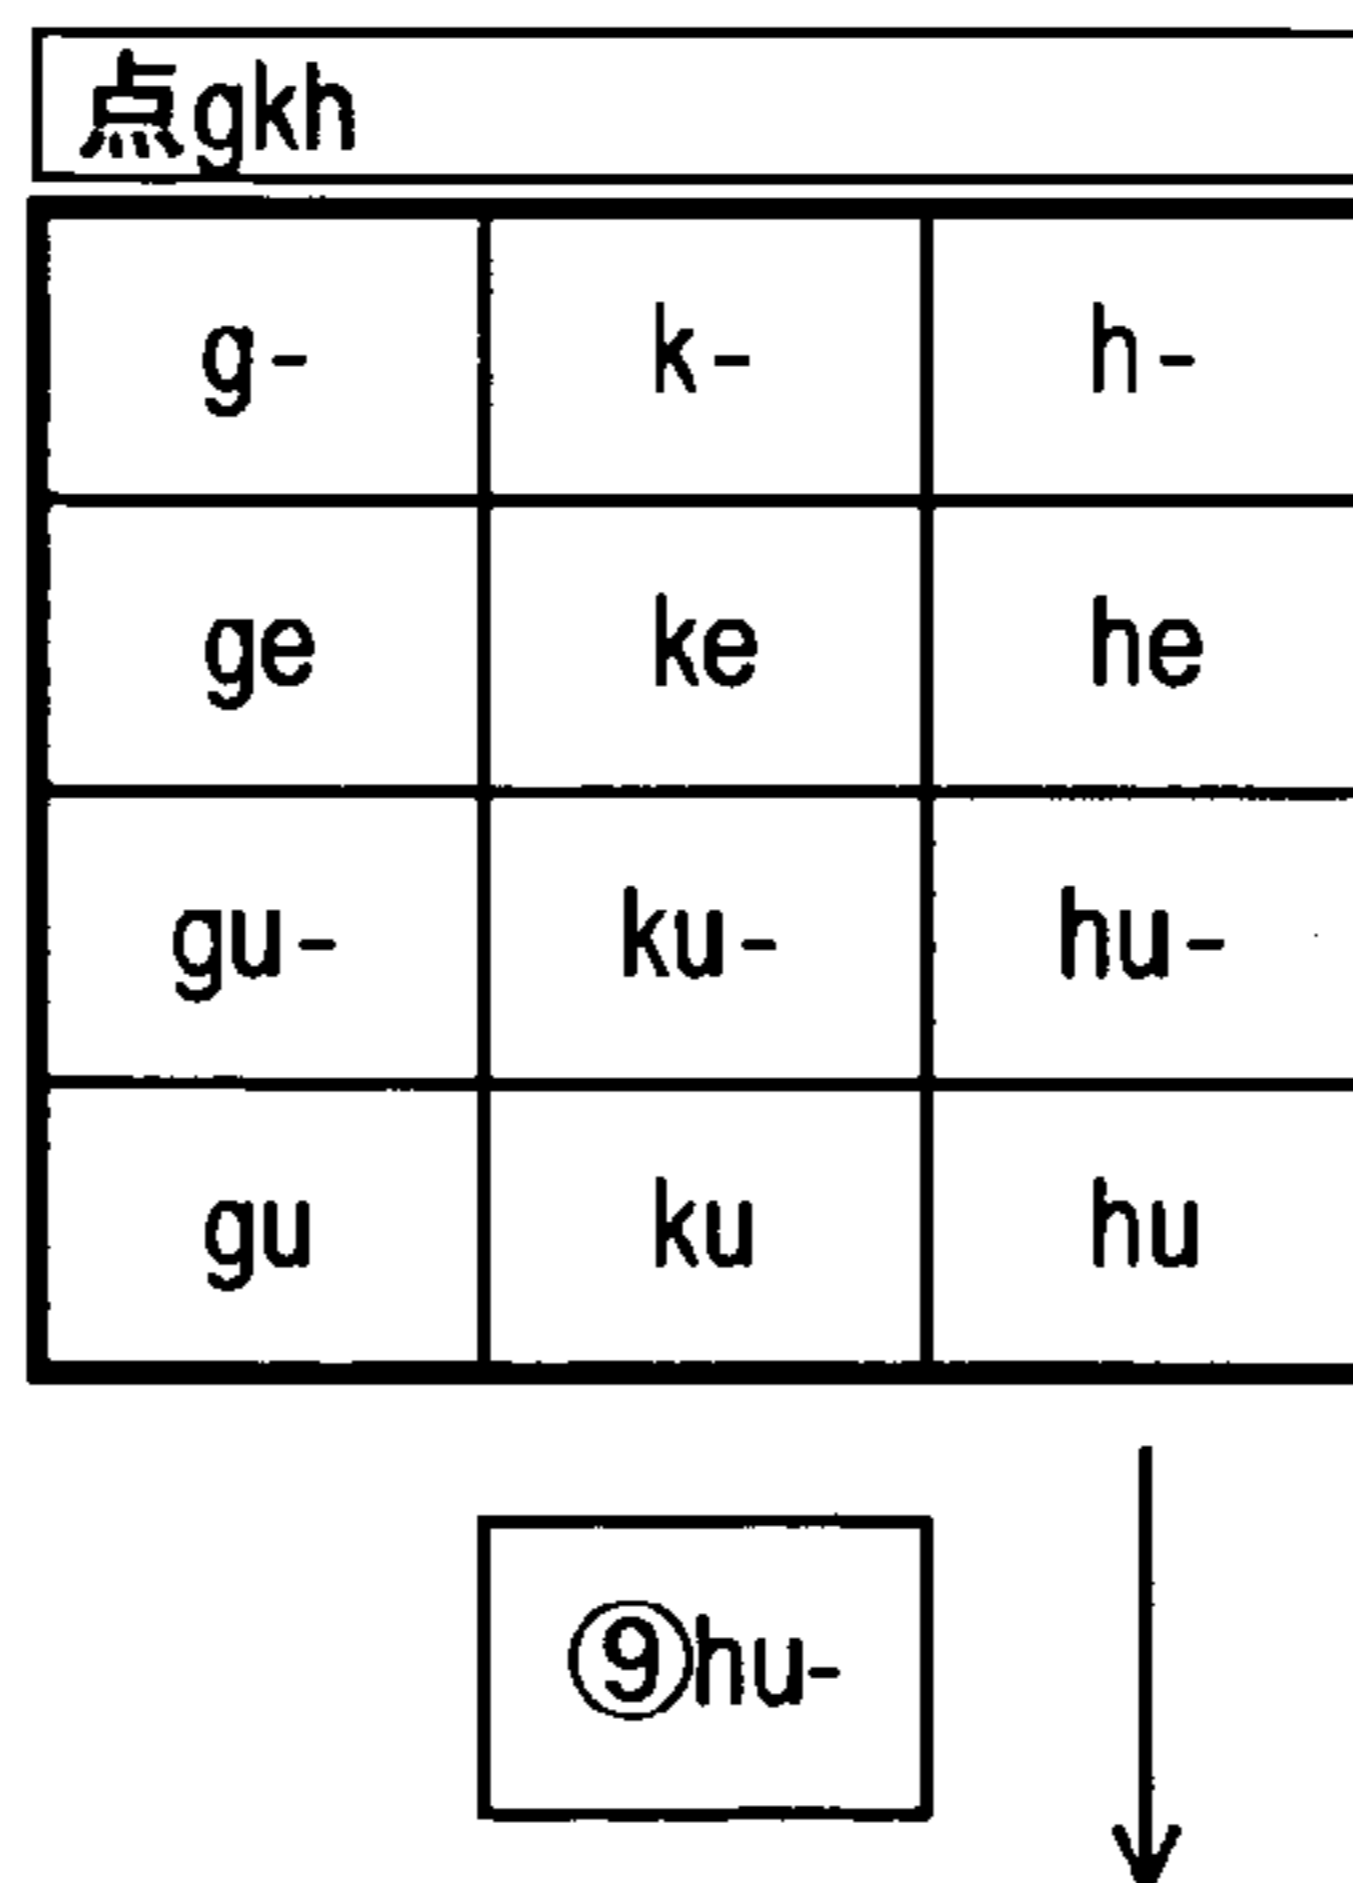 点gkh
g- k- h-
ge ke he
gu- ku- hu-
gu ku hu
⑨hu-